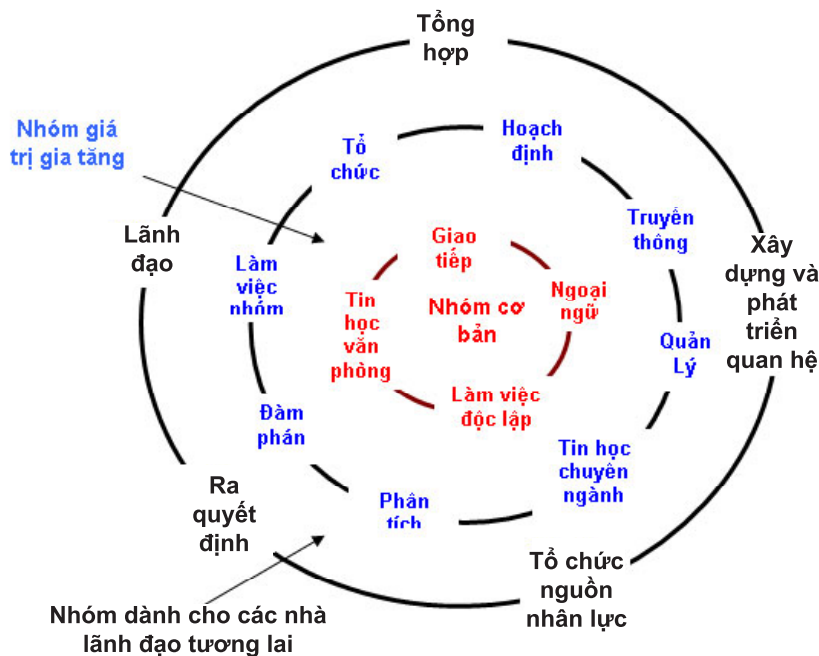 Tổng
hợp
Nhóm giá
trị gia tăng
Tổ
chức
Hoạch
định
Truyền
thông
Lãnh
đạo
Làm
việc
nhóm
Giao
tiếp
Xây
dựng và
phát
triển
quan hệ
Tin
học
văn
phòng
Nhóm cơ
bản
Ngoại
ngữ
Quản
Lý
Làm việc
độc lập
Đàm
phán
Tin học
chuyên
ngành
Ra
quyết
định
Phân
tích
Tổ chức
nguồn
nhân lực
Nhóm dành cho các nhà
lãnh đạo tương lai